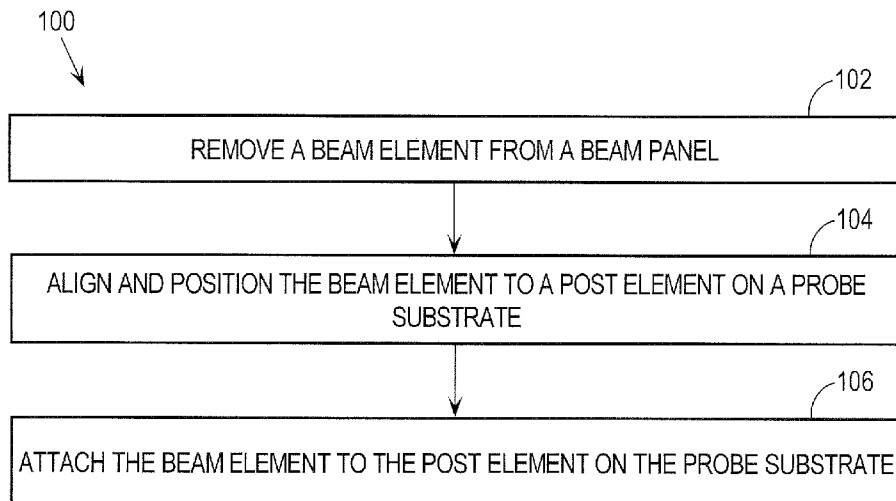 100
102
REMOVE A BEAM ELEMENT FROM A BEAM PANEL
104
ALIGN AND POSITION THE BEAM ELEMENT TO A POST ELEMENT ON A PROBE
SUBSTRATE
106
ATTACH THE BEAM ELEMENT TO THE POST ELEMENT ON THE PROBE SUBSTRATE